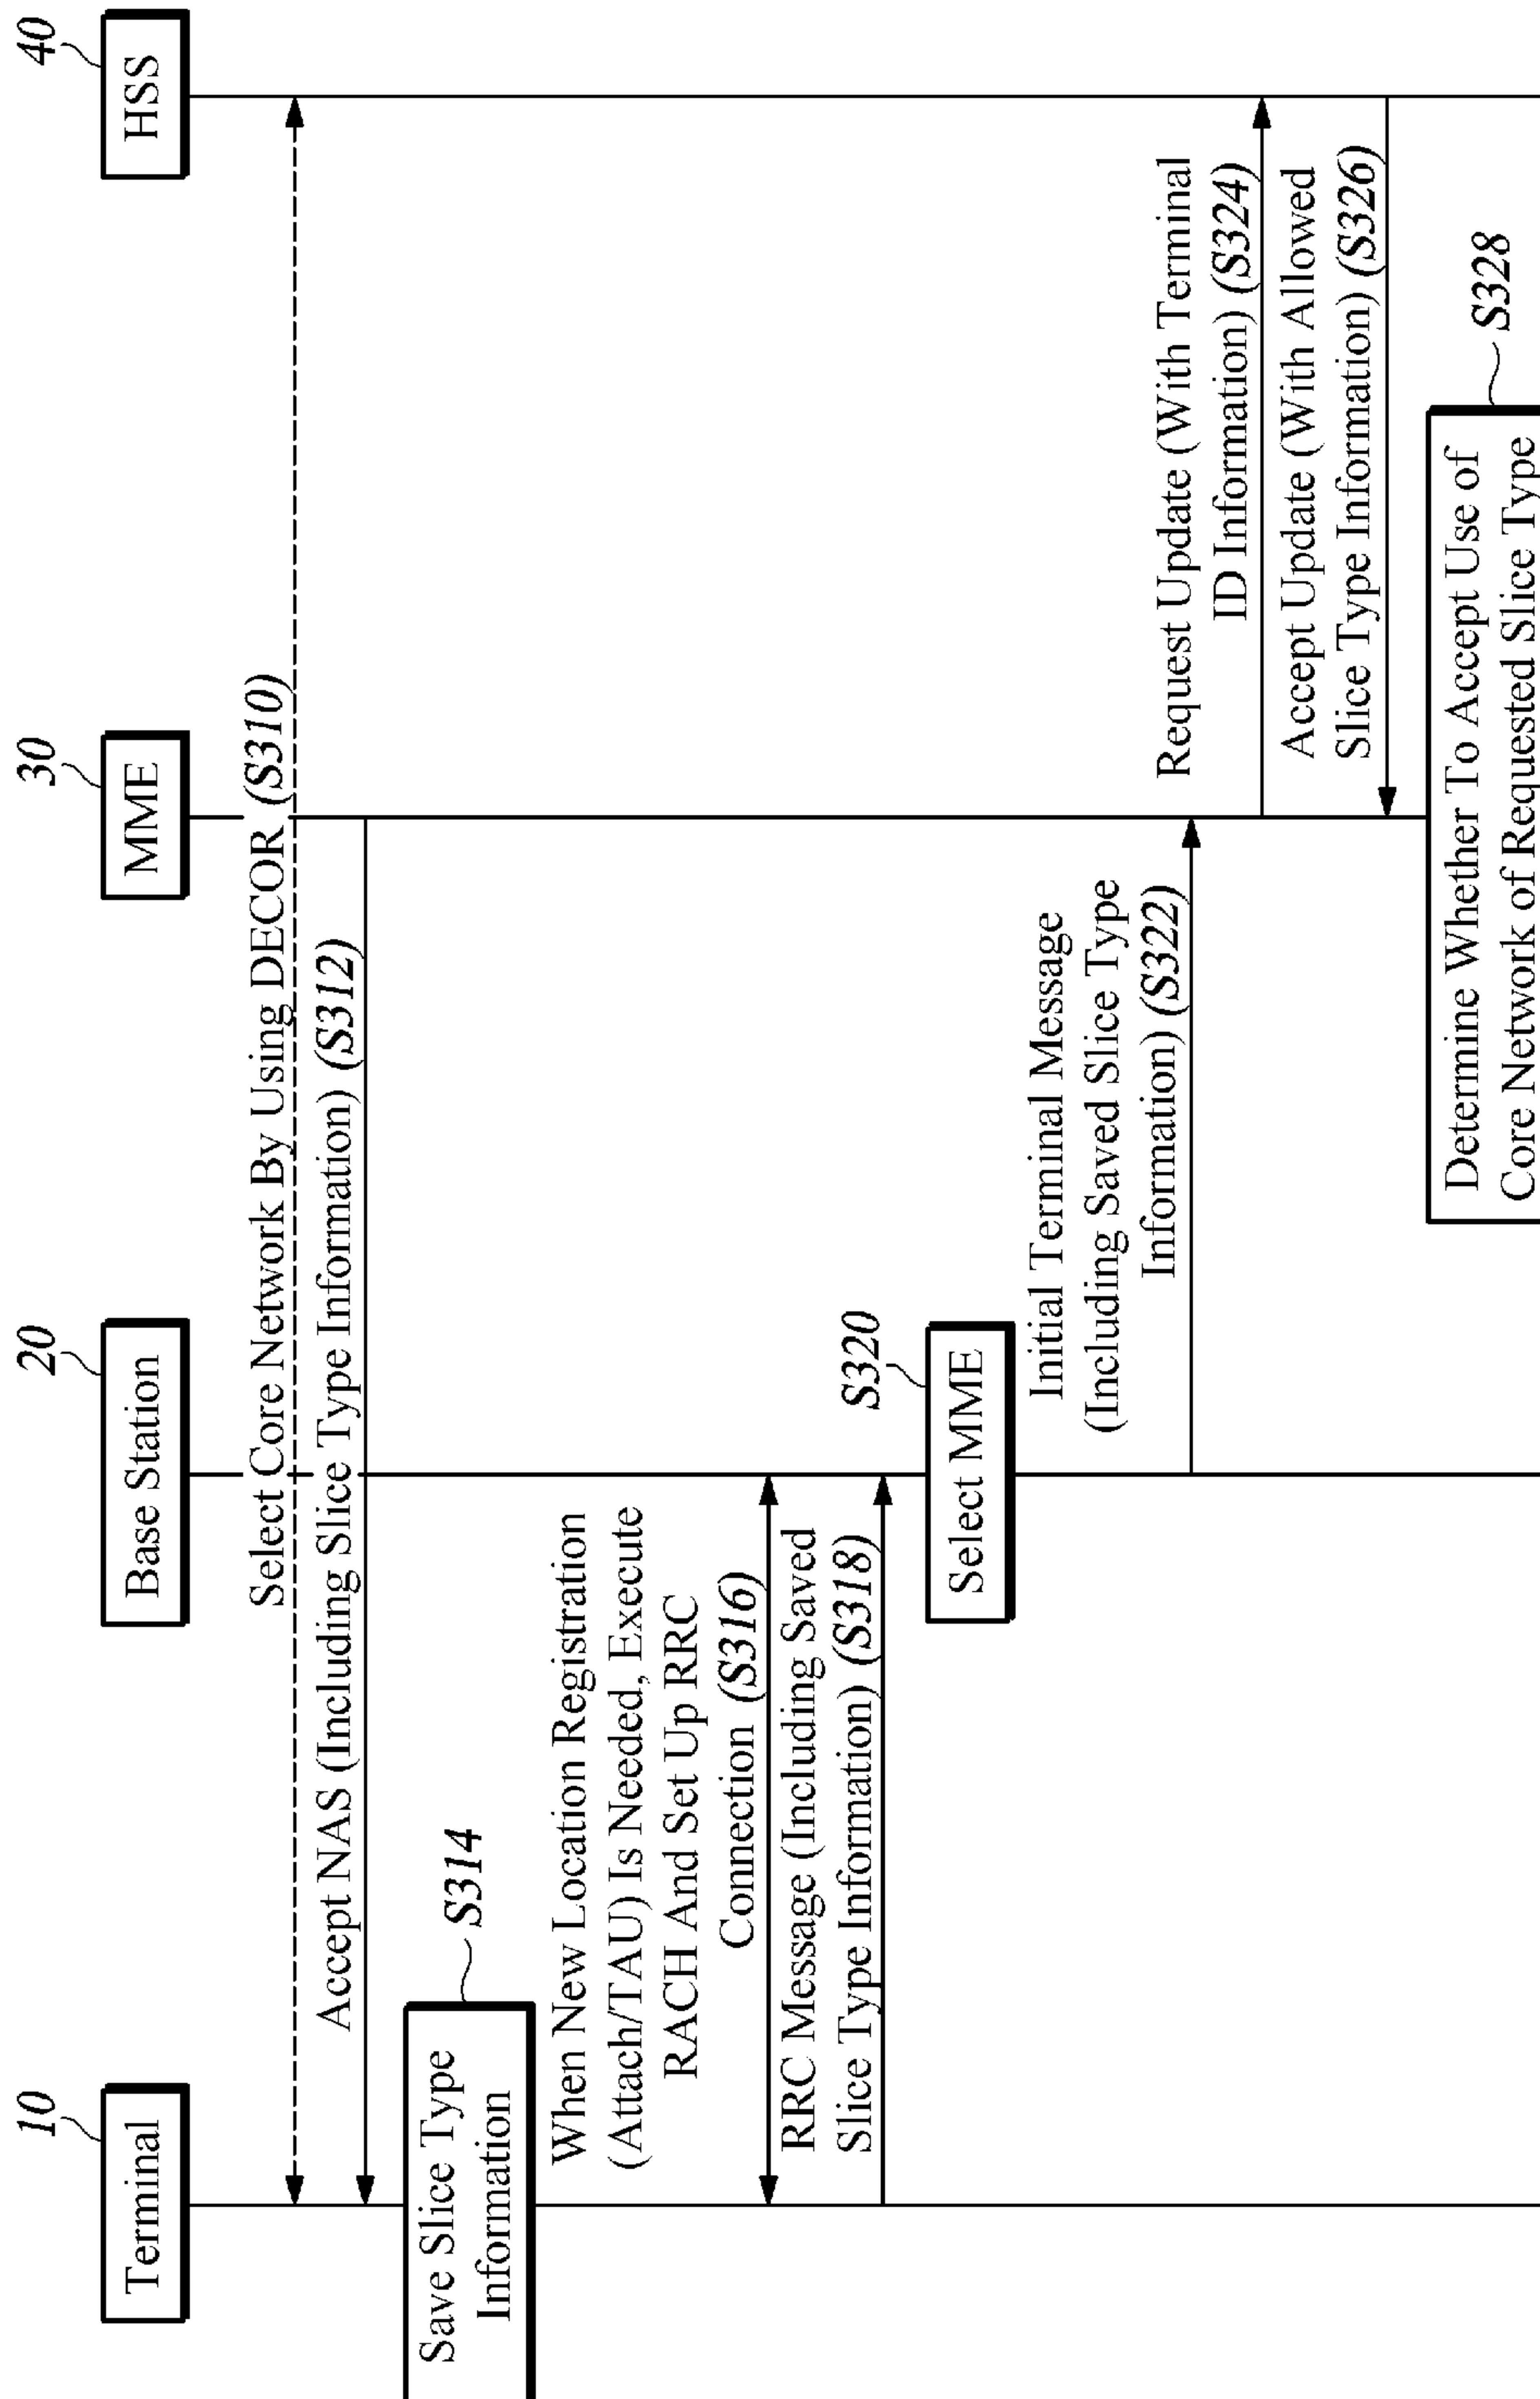 10
20
30
40
Terminal
Base Station
MME
HSS
Select Core Network By Using DECOR (S310)
Accept NAS (Including Slice Type Information) (S312)
Save Slice Type
Information
S314
When New Location Registration
(Attach/TAU) Is Needed, Execute
RACH And Set Up RRC
Connection (S316)
RRC Message (Including Saved
Slice Type Information) (S318)
S320
Select MME
Initial Terminal Message
(Including Saved Slice Type
Information) (S322)
Request Update (With Terminal
ID Information) (S324)
Accept Update (With Allowed
Slice Type Information) (S326)
S328
Determine Whether To Accept Use of
Core Network of Requested Slice Type